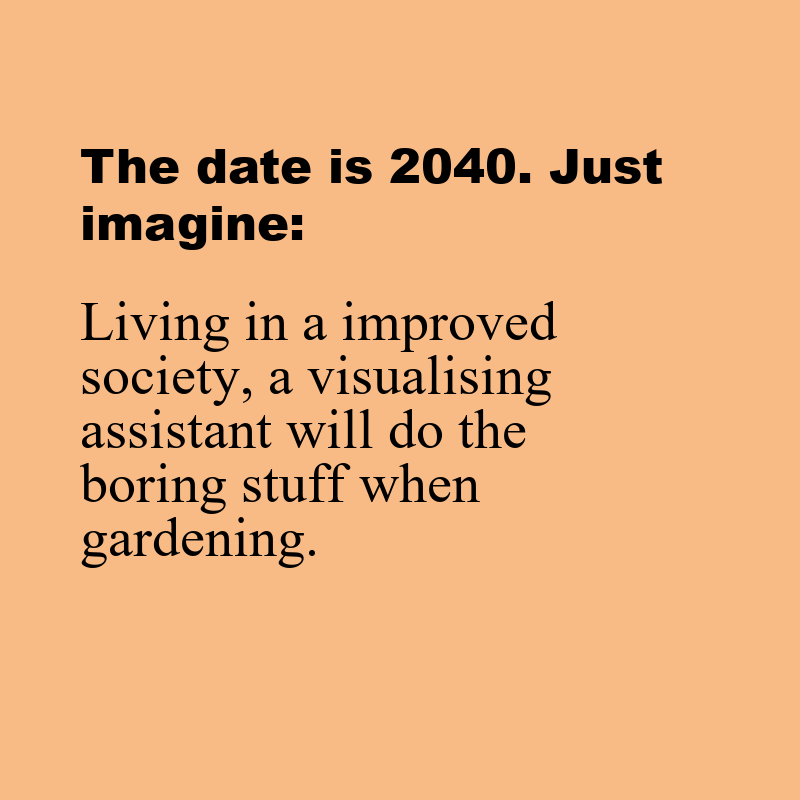 The date is 2040. Just
imagine:
Living in a improved
society, a visualising
assistant will do the
boring stuff when
gardening.